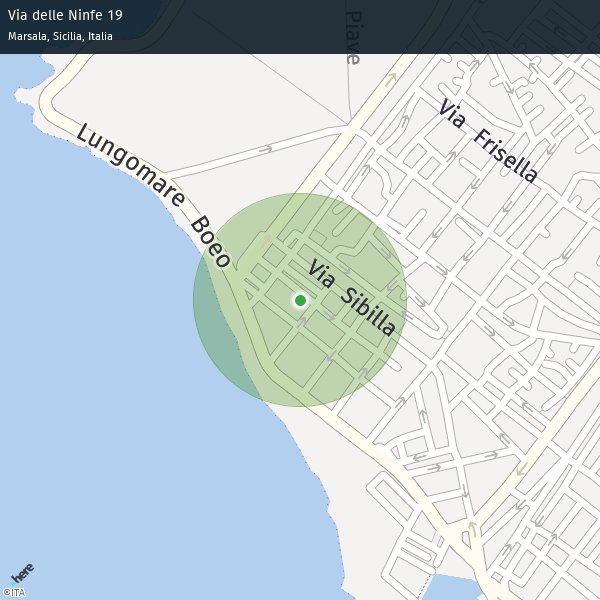 Via delle Ninfe 19
Marsala, Sicilia, Italia
Piave
Via Frisella
Lungomare Boeo
Via Sibilla
here
©ITA